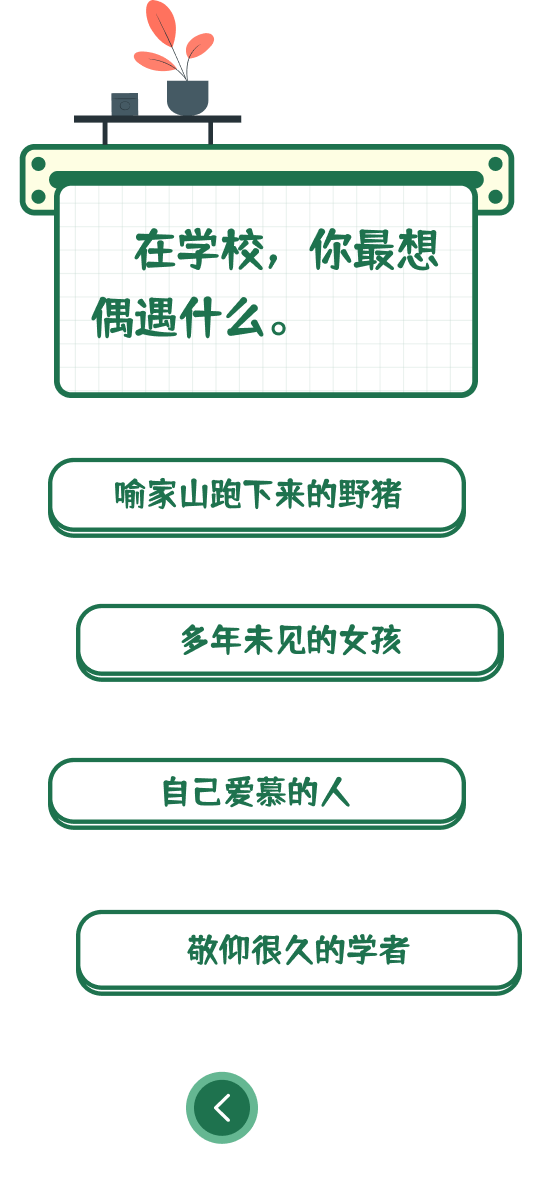 在学校，你最想
偶遇什么。
喻家山跑下来的野猪
多年未见的女孩
自己爱慕的人
敬仰很久的学者